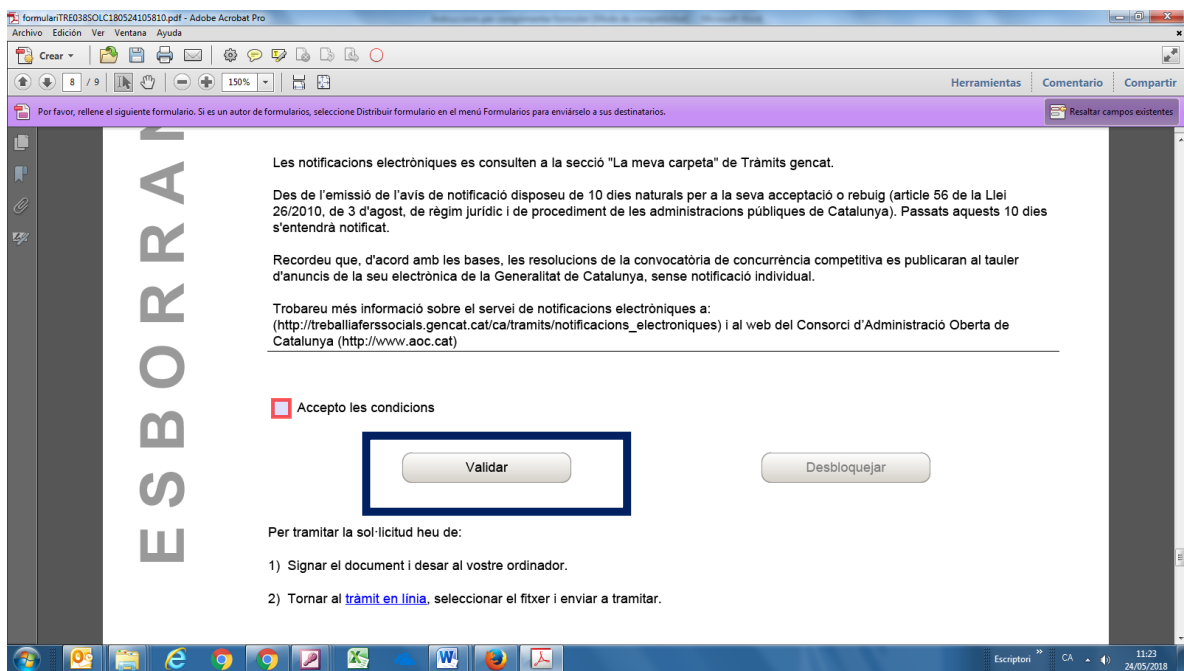 formulariTRE038SOLC180524105810.pdf - Adobe Acrobat Pro
Archivo Edición Ver Ventana Ayuda
Crear
8 / 9 150% Herramientas Comentario Compartir
Por favor, rellene el siguiente formulario. Si es un autor de formularios, seleccione Distribuir formulario en el menú Formularios para enviárselo a sus destinatarios. Resaltar campos existentes
ESBORRAN
Les notificacions electròniques es consulten a la secció "La meva carpeta" de Tràmits gencat.
Des de l'emissió de l'avís de notificació disposeu de 10 dies naturals per a la seva acceptació o rebuig (article 56 de la Llei
26/2010, de 3 d'agost, de règim jurídic i de procediment de les administracions públiques de Catalunya). Passats aquests 10 dies
s'entendrà notificat.
Recordeu que, d'acord amb les bases, les resolucions de la convocatòria de concurrència competitiva es publicaran al tauler
d'anuncis de la seu electrònica de la Generalitat de Catalunya, sense notificació individual.
Trobareu més informació sobre el servei de notificacions electròniques a:
(http://treballiaferssocials.gencat.cat/ca/tramits/notificacions_electroniques) i al web del Consorci d'Administració Oberta de
Catalunya (http://www.aoc.cat)
Accepto les condicions
Validar Desbloquejar
Per tramitar la sol·licitud heu de:
1) Signar el document i desar al vostre ordinador.
2) Tornar al tràmit en línia, seleccionar el fitxer i enviar a tramitar.
Escriptori » CA 11:23
24/05/2018